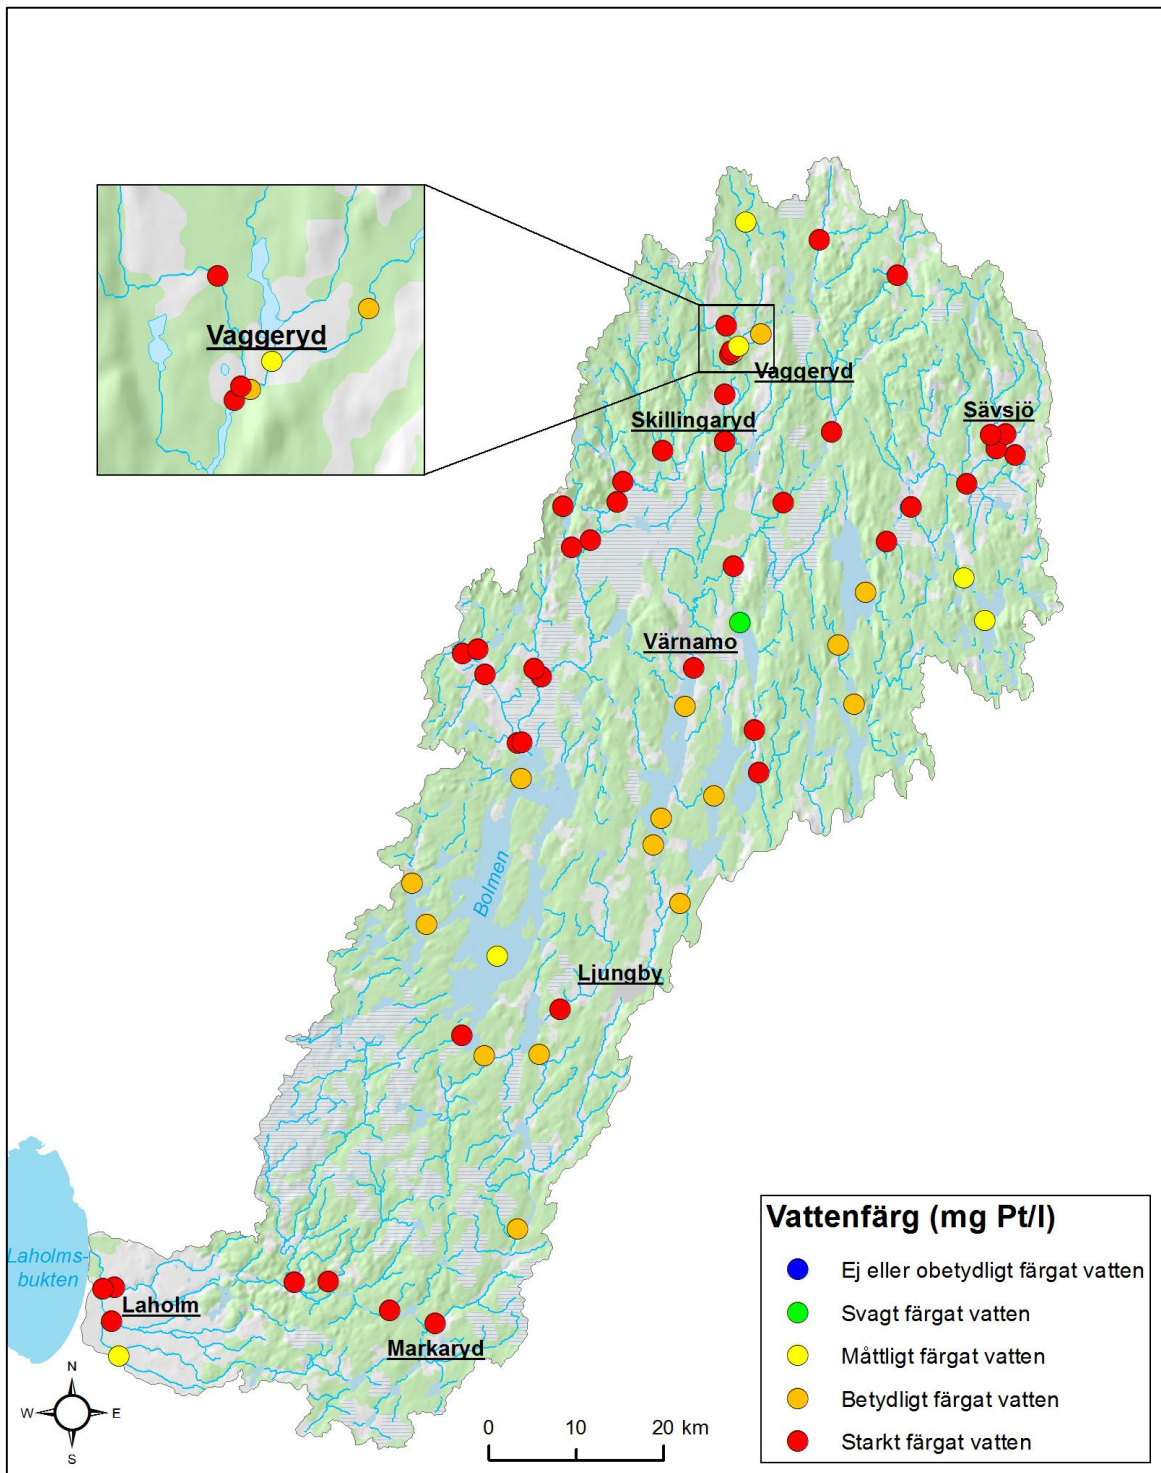 Vaggeryd
Vaggeryd
Skillingaryd
Sävsjö
Värnamo
Bolmen
Ljungby
Laholms-
bukten
Laholm
Markaryd
N
W
E
S
0
10
20 km
Vattenfärg (mg Pt/l)
Ej eller obetydligt färgat vatten
Svagt färgat vatten
Måttligt färgat vatten
Betydligt färgat vatten
Starkt färgat vatten